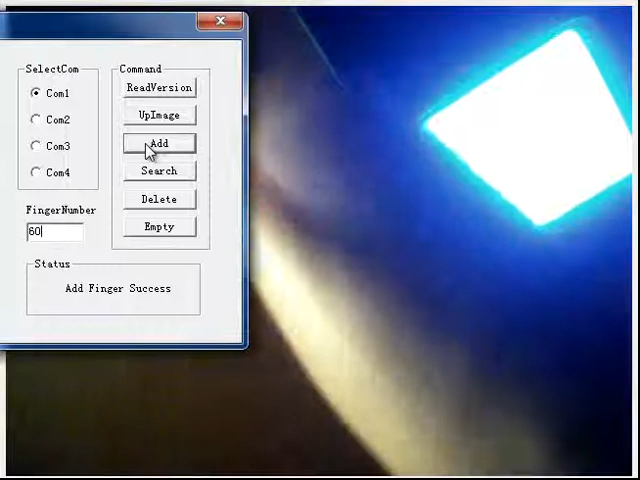 SelectCom
Com1
Com2
Com3
Com4
FingerNumber
60
Command
ReadVersion
UpImage
Add
Search
Delete
Empty
Status
Add Finger Success